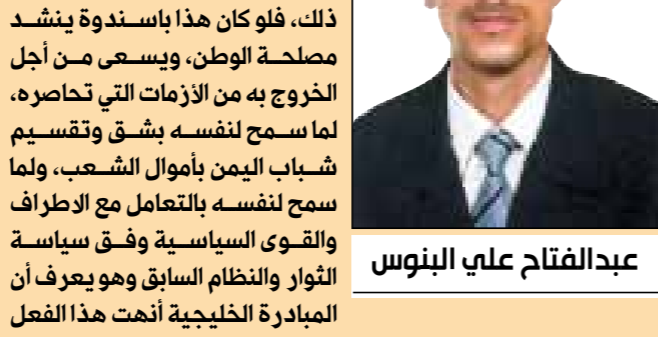 ذلك، فلو كان هذا باسندوة ينشد
مصلحة الوطن، ويسعى من أجل
الخروج به من الأزمات التي تحاصره،
لما سمح لنفسه بشق وتقسيم
شباب اليمن بأموال الشعب، ولما
سمح لنفسه بالتعامل مع الاطراف
والقوى السياسية وفق سياسة
الثوار والنظام السابق وهو يعرف أن
المبادرة الخليجية أنهت هذا الفعل
عبدالفتاح علي البنوس